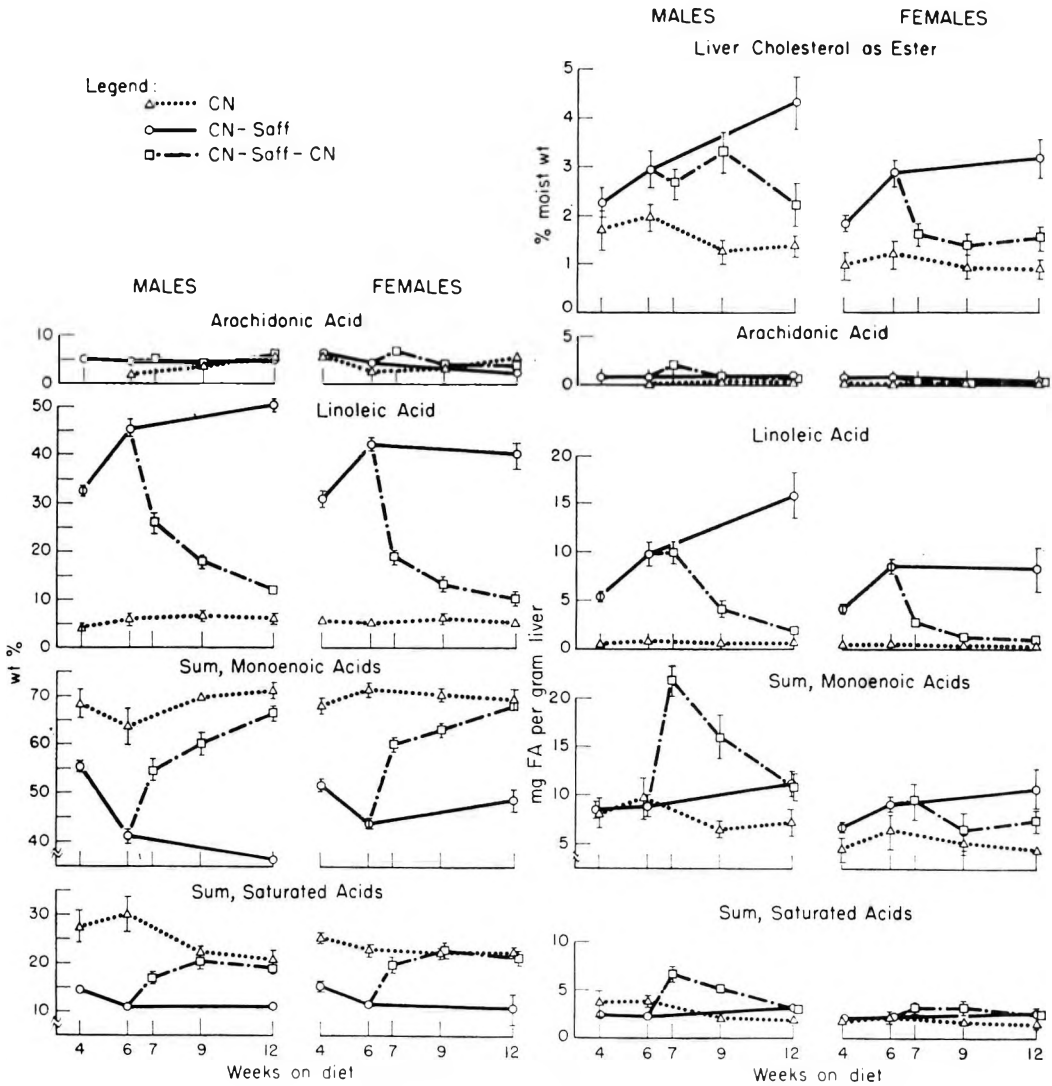 MALES FEMALES
Liver Cholesterol as Ester
Legend:
CN
CN-Saff
CN-Saff-CN
5
4
3
2
1
0
% moist wt
MALES FEMALES
Arachidonic Acid
10
5
0
Linoleic Acid
50
40
30
20
10
0
Sum, Monoenoic Acids
70
60
50
40
Sum, Saturated Acids
30
20
10
wt %
4 6 7 9 12 4 6 7 9 12
Weeks on diet
Arachidonic Acid
5
0
Linoleic Acid
20
15
10
5
0
Sum, Monoenoic Acids
20
15
10
5
Sum, Saturated Acids
10
5
0
mg FA per gram liver
4 6 7 9 12 4 6 7 9 12
Weeks on diet